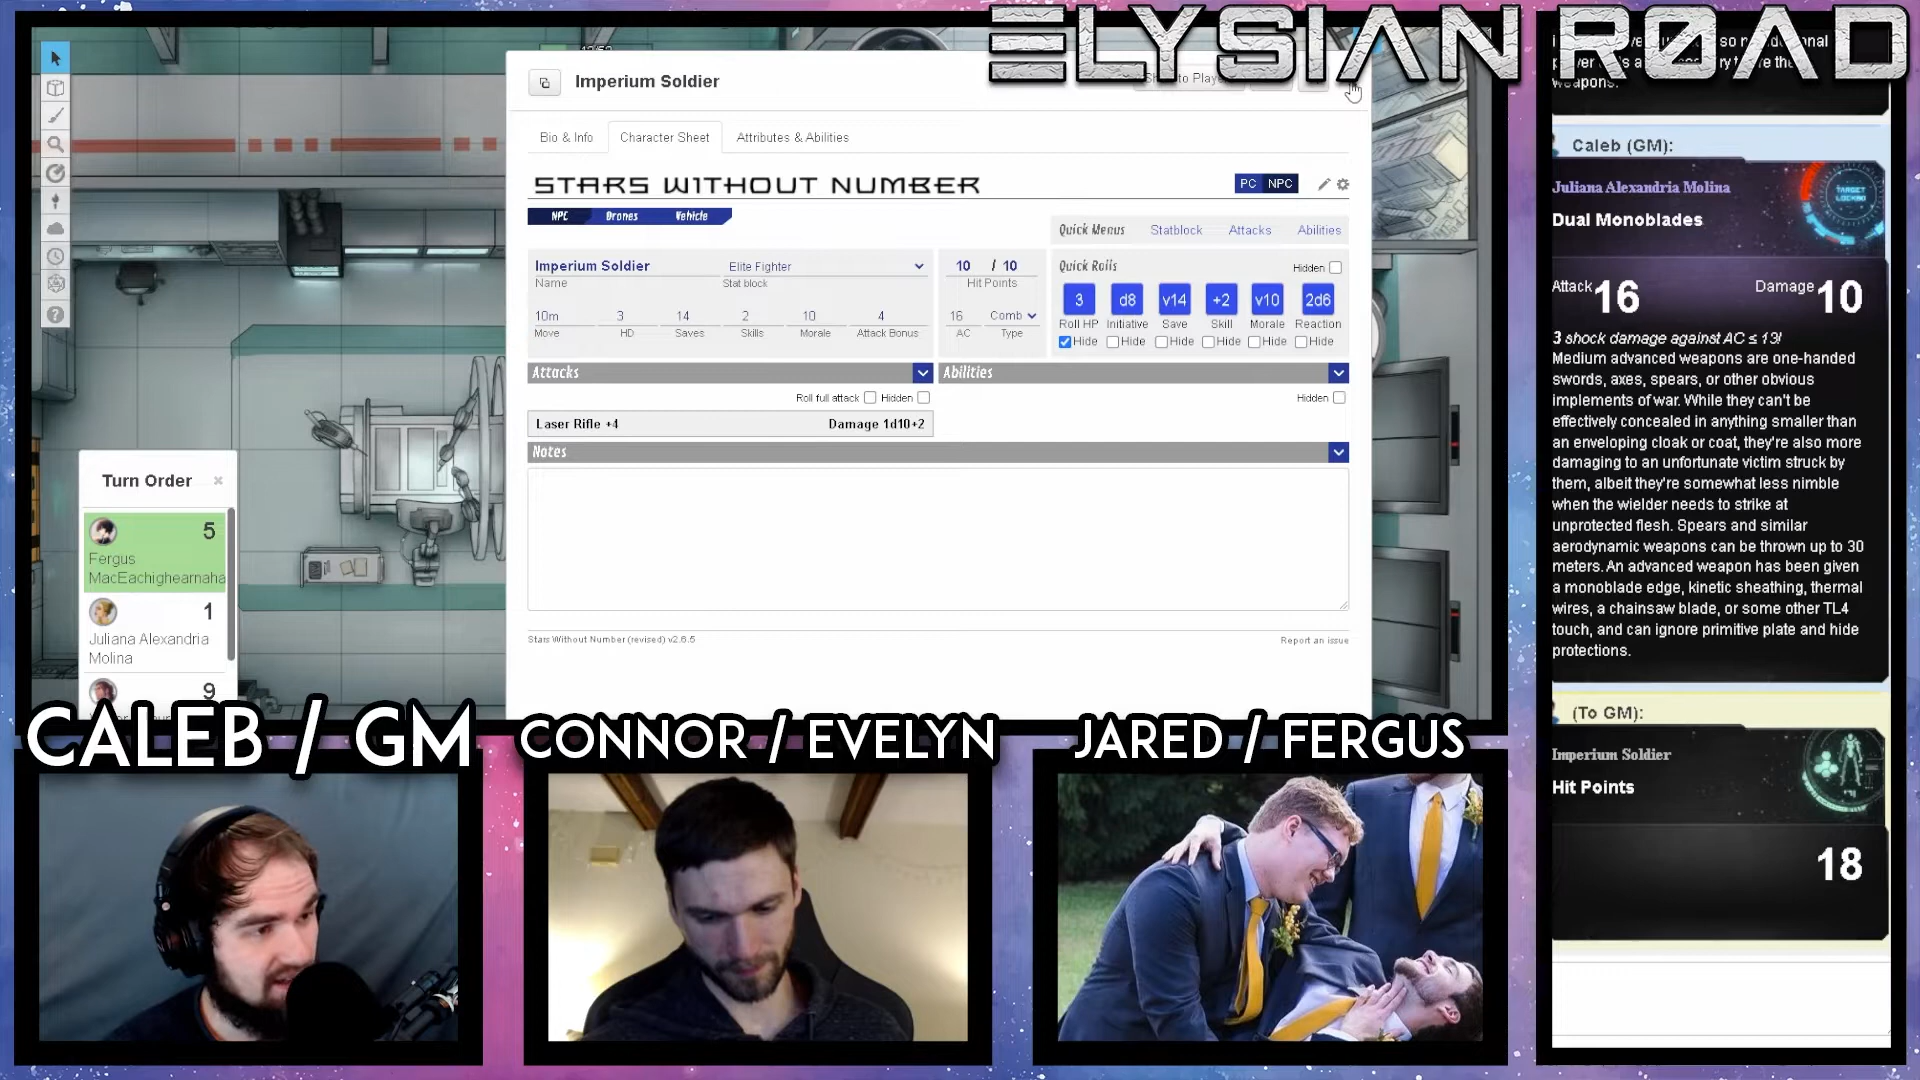 ELYSIAN RØAD
Imperium Soldier
Bio & Info
Character Sheet
Attributes & Abilities
STARS WITHOUT NUMBER
PC NPC
NPC Drones Vehicle
Quick Menus Statblock Attacks Abilities
Imperium Soldier
Name
Elite Fighter
Stat block
10 / 10
Hit Points
Quick Rolls
Hidden
10m 3 14 2 10 4
Move HD Saves Skills Morale Attack Bonus
16 Comb
AC Type
3 d8 v14 +2 v10 2d6
Roll HP Initiative Save Skill Morale Reaction
Hide Hide Hide Hide Hide Hide
Attacks
Abilities
Roll full attack Hidden
Hidden
Laser Rifle +4 Damage 1d10+2
Notes
Stars Without Number (revised) v2.6.5
Report an issue
Turn Order
×
5
Fergus
MacEachighearnaha
1
Juliana Alexandria
Molina
9
weapons.
Caleb (GM):
Juliana Alexandria Molina
Dual Monoblades
TARGET
LOCKED
Attack 16
Damage 10
3 shock damage against AC ≤ 13!
Medium advanced weapons are one-handed
swords, axes, spears, or other obvious
implements of war. While they can't be
effectively concealed in anything smaller than
an enveloping cloak or coat, they're also more
damaging to an unfortunate victim struck by
them, albeit they're somewhat less nimble
when the wielder needs to strike at
unprotected flesh. Spears and similar
aerodynamic weapons can be thrown up to 30
meters. An advanced weapon has been given
a monoblade edge, kinetic sheathing, thermal
wires, a chainsaw blade, or some other TL4
touch, and can ignore primitive plate and hide
protections.
(To GM):
Imperium Soldier
Hit Points
18
CALEB / GM
CONNOR / EVELYN
JARED / FERGUS